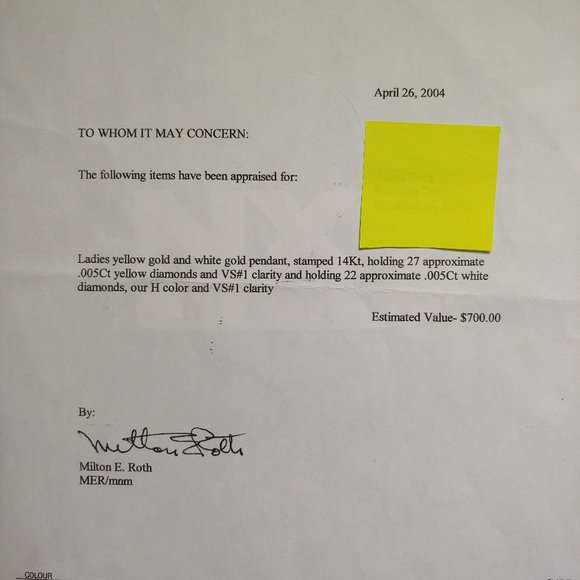 April 26, 2004
TO WHOM IT MAY CONCERN:
The following items have been appraised for:
Ladies yellow gold and white gold pendant, stamped 14Kt, holding 27 approximate
.005Ct yellow diamonds and VS#1 clarity and holding 22 approximate .005Ct white
diamonds, our H color and VS#1 clarity
Estimated Value- $700.00
By:
Milton E. Roth
Milton E. Roth
MER/mnm
COLOUR